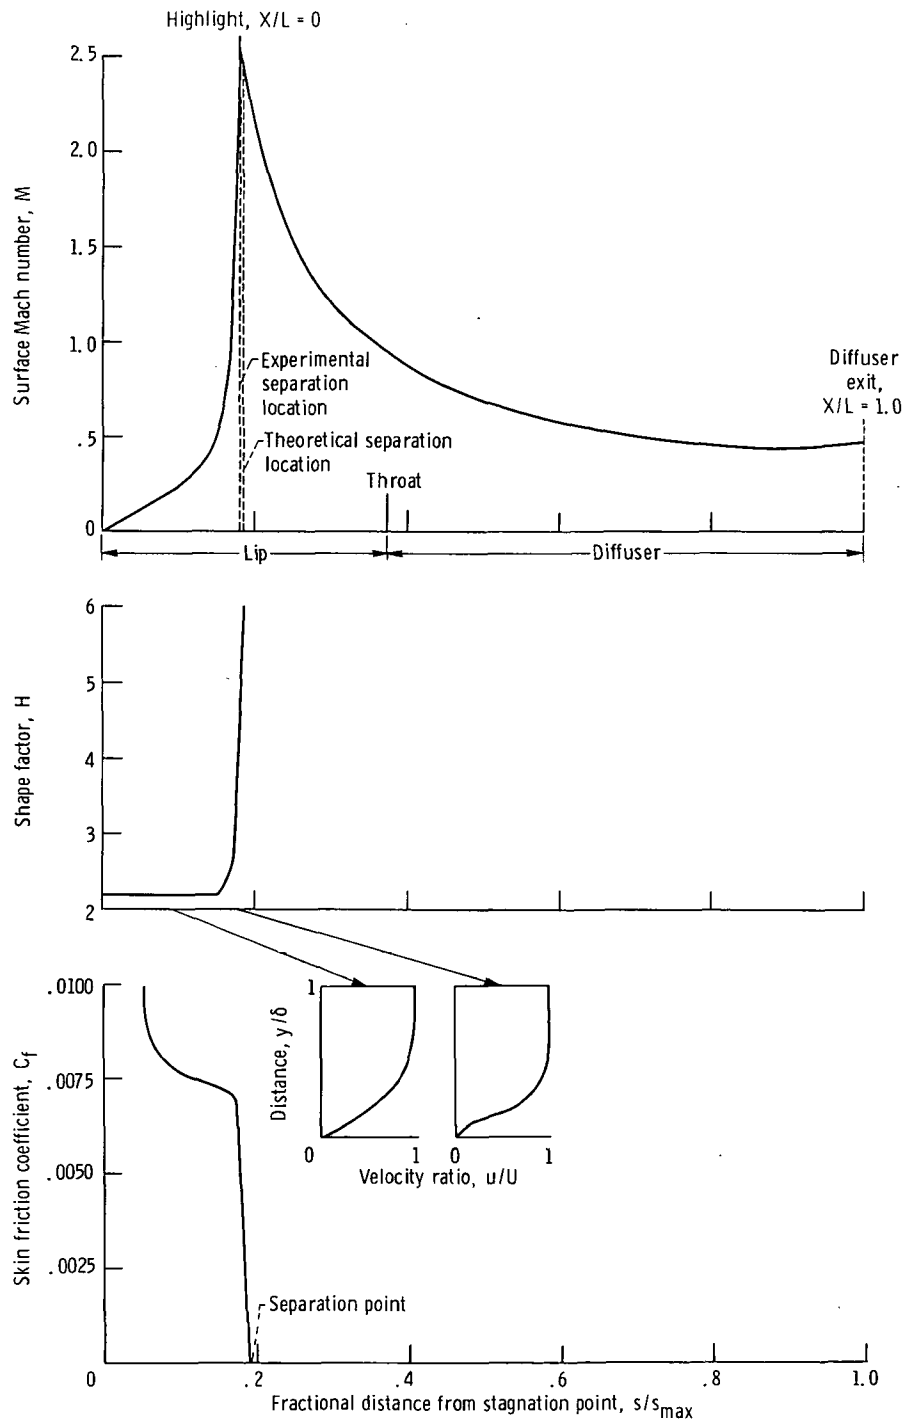 Highlight, X/L = 0
2.5
2.0
1.5
1.0
.5
0
Surface Mach number, M
Experimental
separation
location
Theoretical separation
location
Throat
Diffuser
exit,
X/L = 1.0
Lip
Diffuser
6
5
4
3
2
Shape factor, H
.0100
.0075
.0050
.0025
0
Skin friction coefficient, Cf
1
Distance, y/δ
0
1
0
1
Velocity ratio, u/U
Separation point
0
.2
.4
.6
.8
1.0
Fractional distance from stagnation point, s/smax